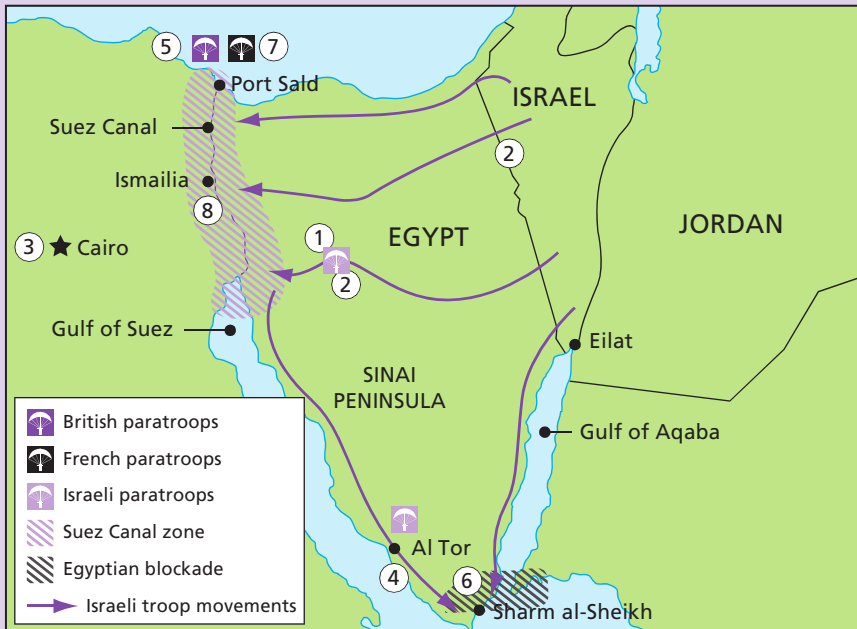 5
7
Port Sald
ISRAEL
Suez Canal
2
Ismailia
8
1
EGYPT
JORDAN
3
Cairo
2
Gulf of Suez
Eilat
SINAI
PENINSULA
Gulf of Aqaba
British paratroops
French paratroops
Israeli paratroops
Suez Canal zone
Egyptian blockade
Israeli troop movements
Al Tor
4
6
Sharm al-Sheikh